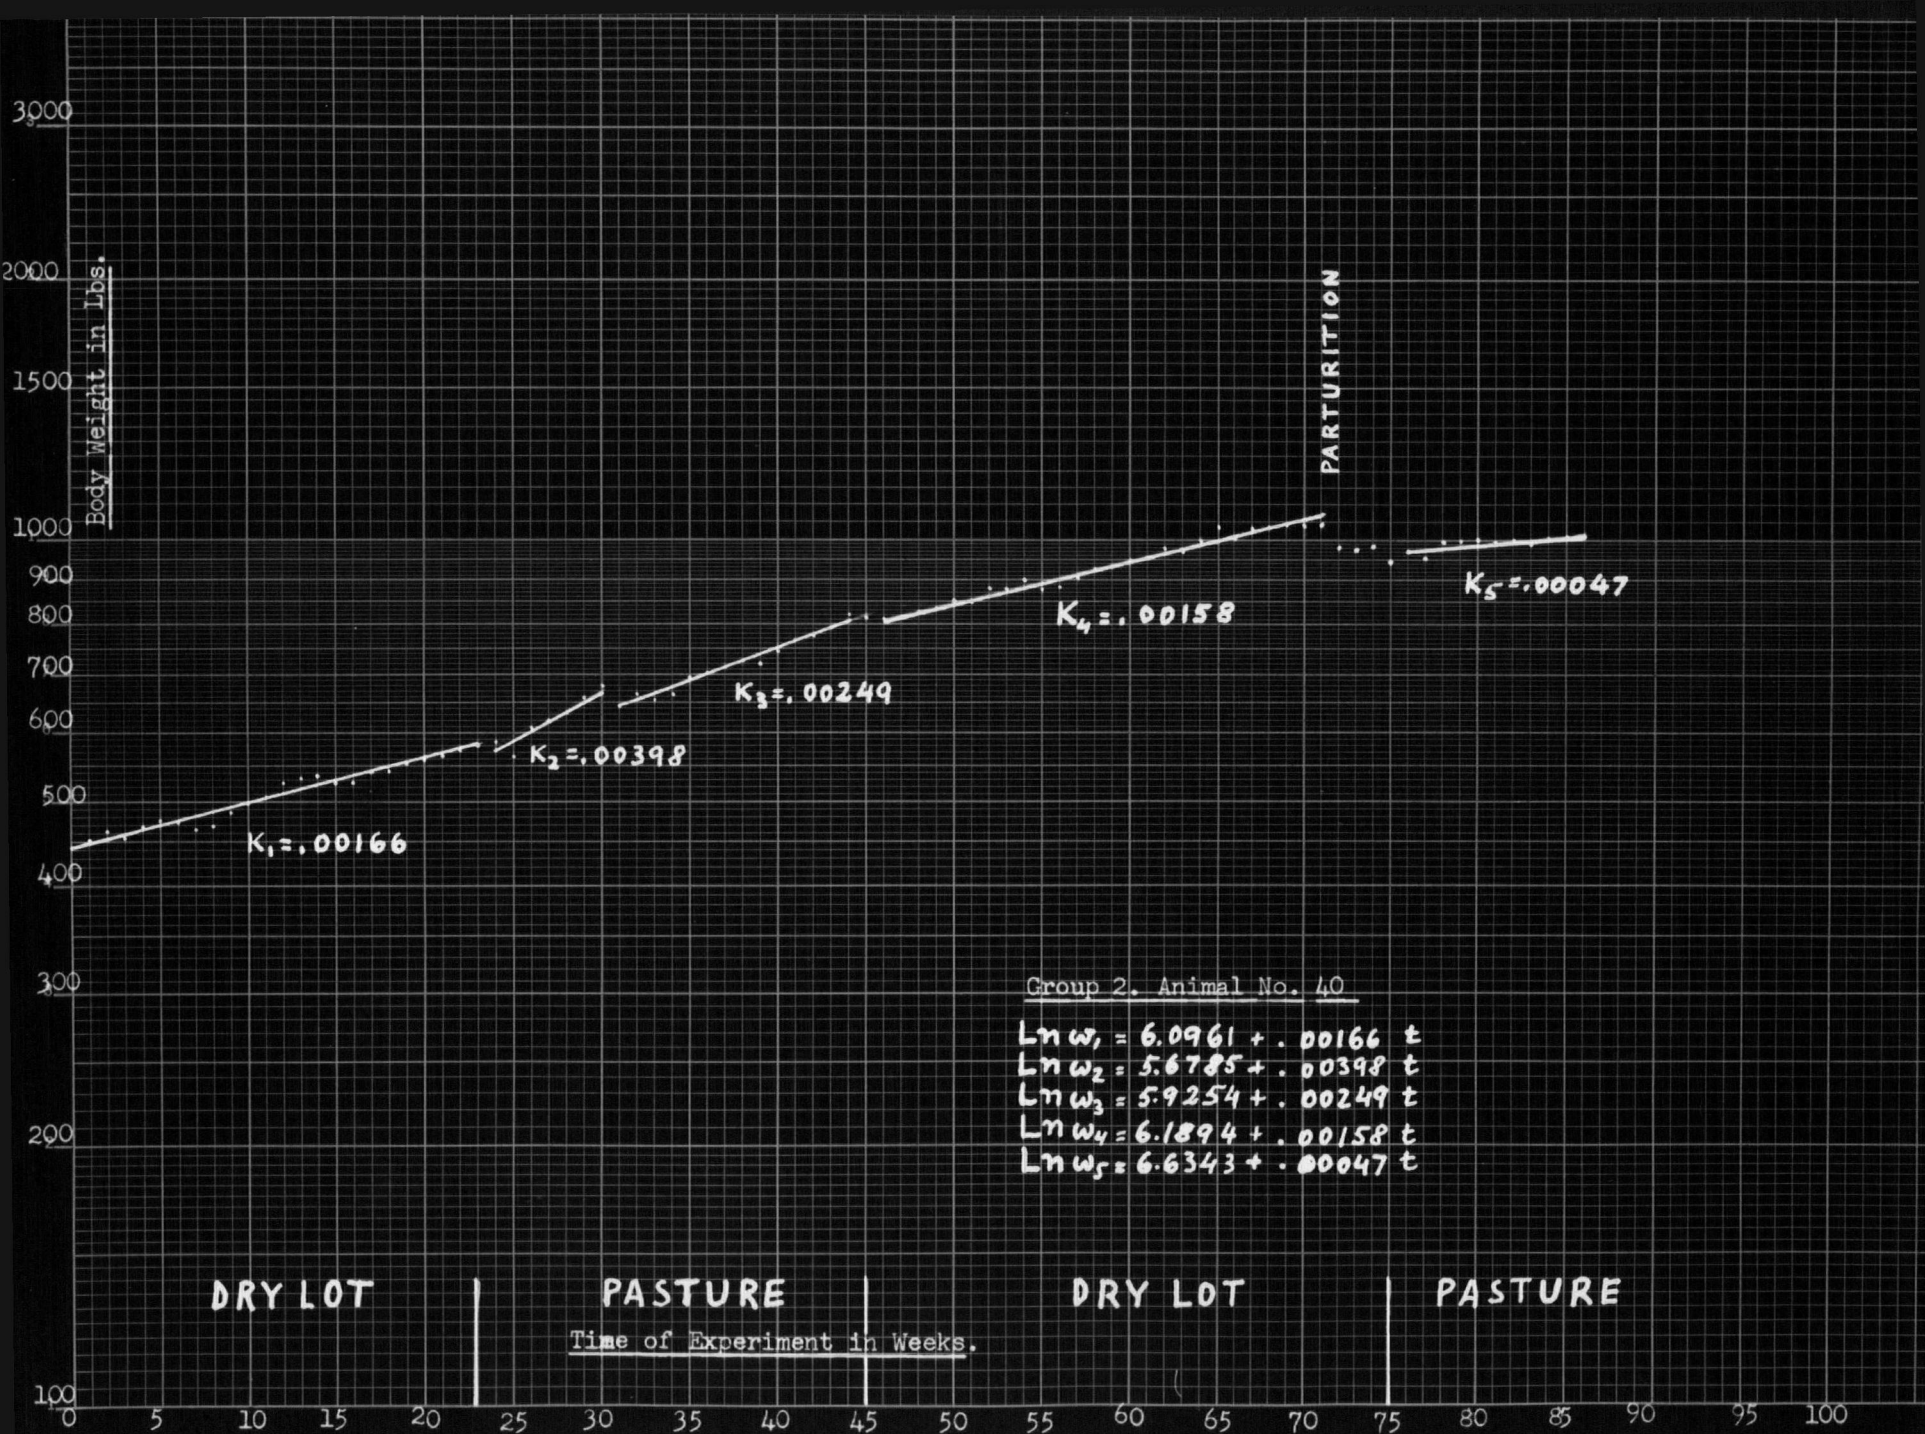 3,000
2000
1500
1,000
900
800
700
600
500
400
300
200
100
Body Weight in Lbs.
PARTURITION
K₁=.00166
K₂=.00398
K₃=.00249
K₄=.00158
K₅=.00047
Group 2. Animal No. 40
Ln w₁ = 6.0961 + .00166 t
Ln w₂ = 5.6785 + .00398 t
Ln w₃ = 5.9254 + .00249 t
Ln w₄ = 6.1894 + .00158 t
Ln w₅ = 6.6343 + .00047 t
DRY LOT PASTURE DRY LOT PASTURE
Time of Experiment in Weeks.
0 5 10 15 20 25 30 35 40 45 50 55 60 65 70 75 80 85 90 95 100